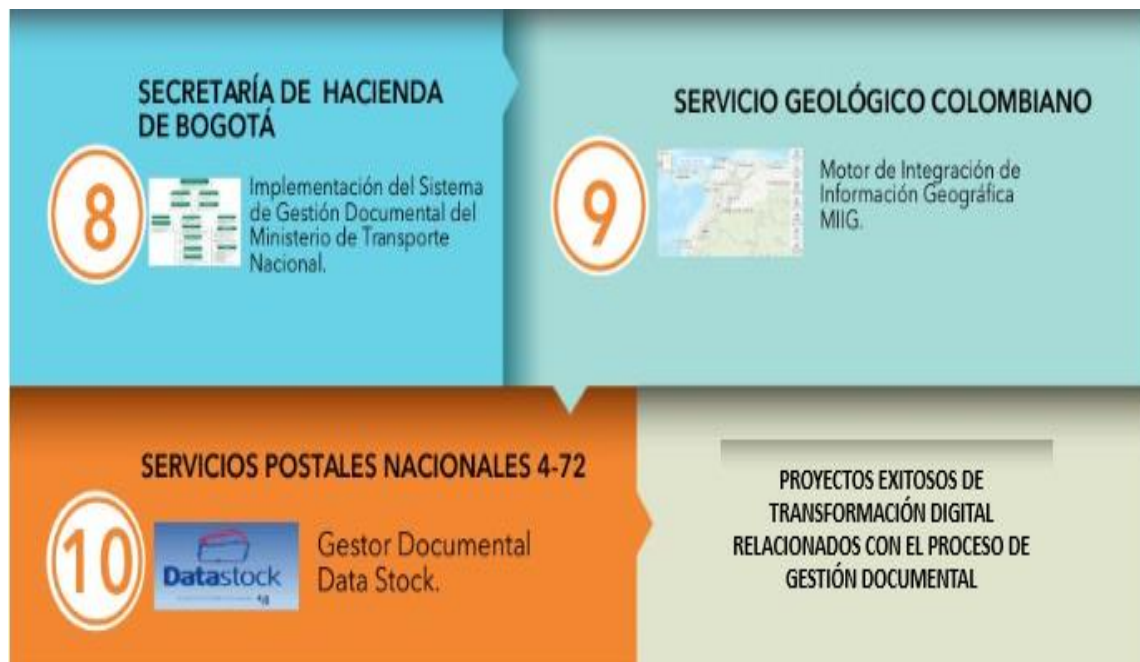 SECRETARÍA DE HACIENDA
DE BOGOTÁ
8
Implementación del Sistema
de Gestión Documental del
Ministerio de Transporte
Nacional.
SERVICIO GEOLÓGICO COLOMBIANO
9
Motor de Integración de
Información Geográfica
MIIG.
SERVICIOS POSTALES NACIONALES 4-72
10
Datastock
Gestor Documental
Data Stock.
PROYECTOS EXITOSOS DE
TRANSFORMACIÓN DIGITAL
RELACIONADOS CON EL PROCESO DE
GESTIÓN DOCUMENTAL